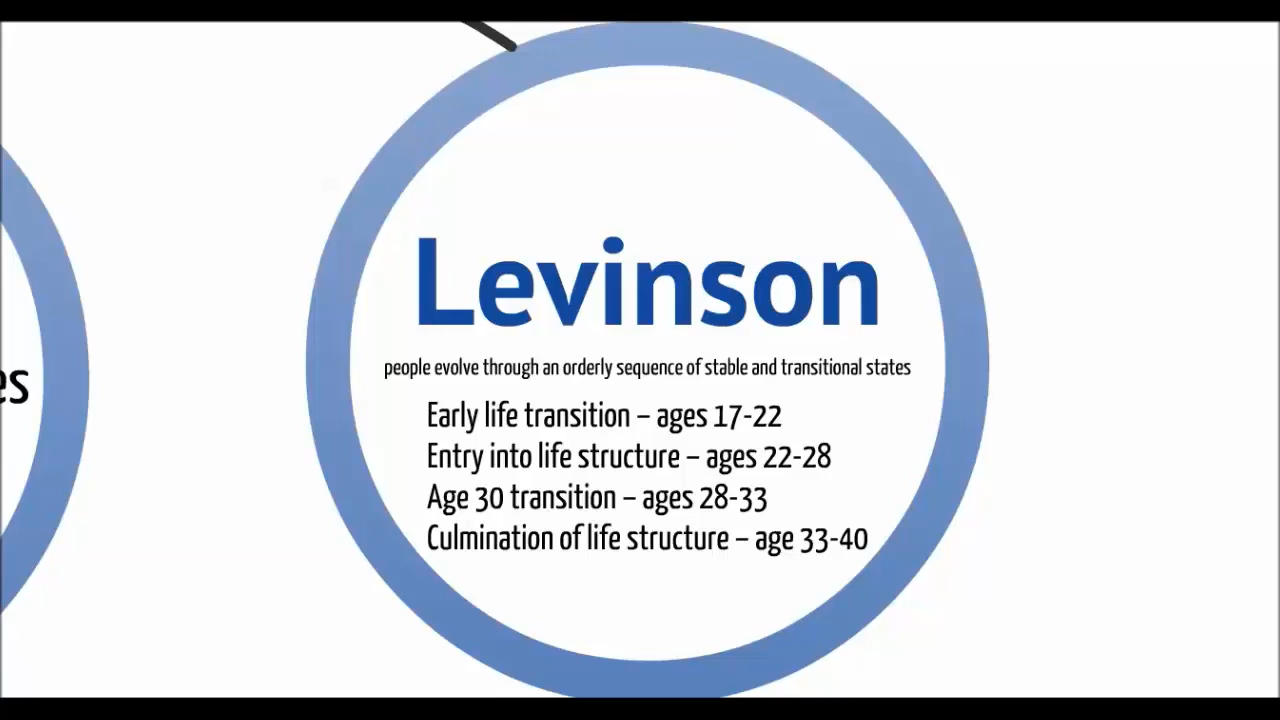 Levinson
people evolve through an orderly sequence of stable and transitional states
Early life transition – ages 17-22
Entry into life structure – ages 22-28
Age 30 transition – ages 28-33
Culmination of life structure – age 33-40
es